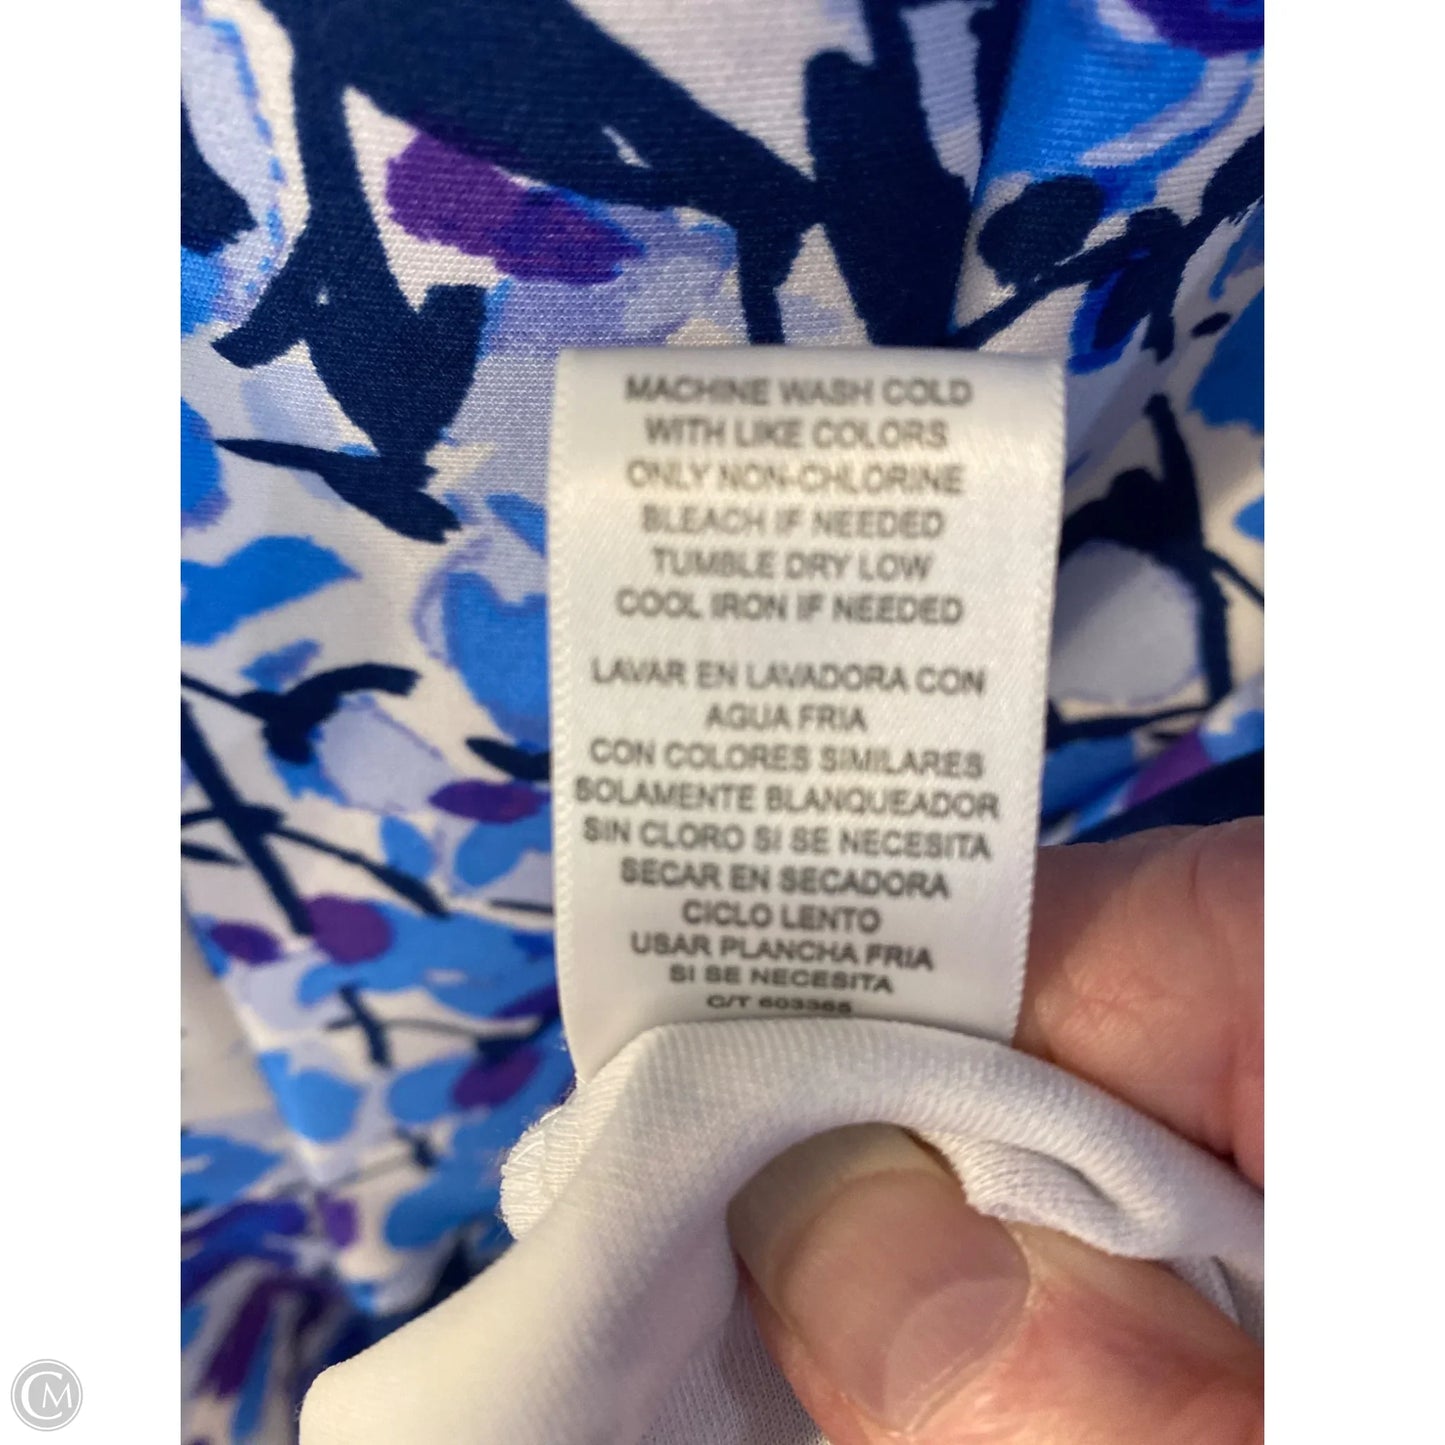 MACHINE WASH COLD
WITH LIKE COLORS
ONLY NON-CHLORINE
BLEACH IF NEEDED
TUMBLE DRY LOW
COOL IRON IF NEEDED
LAVAR EN LAVADORA CON
AGUA FRIA
CON COLORES SIMILARES
SOLAMENTE BLANQUEADOR
SIN CLORO SI SE NECESITA
SECAR EN SECADORA
CICLO LENTO
USAR PLANCHA FRIA
SI SE NECESITA
C/T 603365
CM